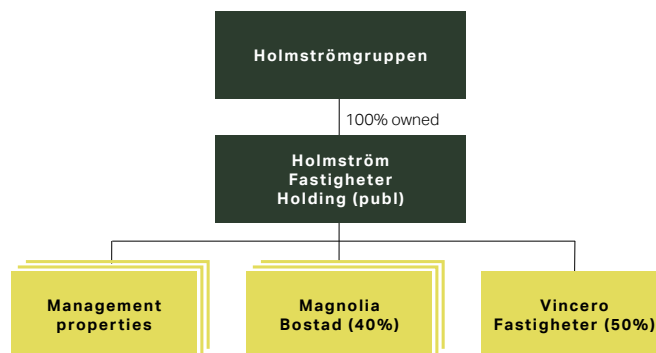 Holmströmgruppen
100% owned
Holmström
Fastigheter
Holding (publ)
Management
properties
Magnolia
Bostad (40%)
Vincero
Fastigheter (50%)